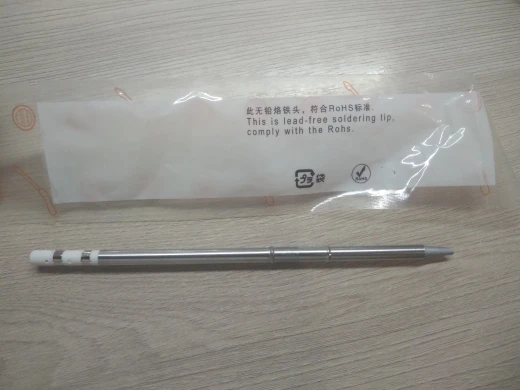 此无铅烙铁头、符合RoHS标准.
This is lead-free soldering tip,
comply with the Rohs.
袋